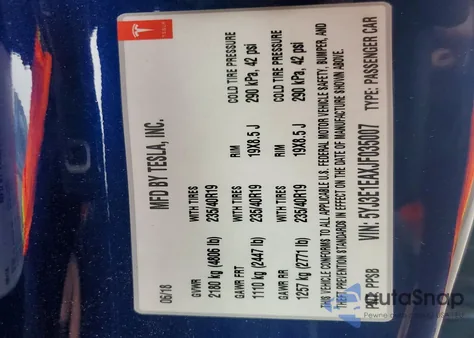 TESLA
06/18 MFD BY TESLA, INC.
GVWR WITH TIRES RIM COLD TIRE PRESSURE
2180 kg (4806 lb) 235/40R19 19X8.5 J 290 kPa, 42 psi
GAWR FRT WITH TIRES RIM COLD TIRE PRESSURE
1110 kg (2447 lb) 235/40R19 19X8.5 J 290 kPa, 42 psi
GAWR RR
1257 kg (2771 lb)
THIS VEHICLE CONFORMS TO ALL APPLICABLE U.S. FEDERAL MOTOR VEHICLE SAFETY, BUMPER, AND
THEFT PREVENTION STANDARDS IN EFFECT ON THE DATE OF MANUFACTURE SHOWN ABOVE.
VIN: 5YJ3E1EAXJF035007
PNT: PPSB TYPE: PASSENGER CAR
autoSnap